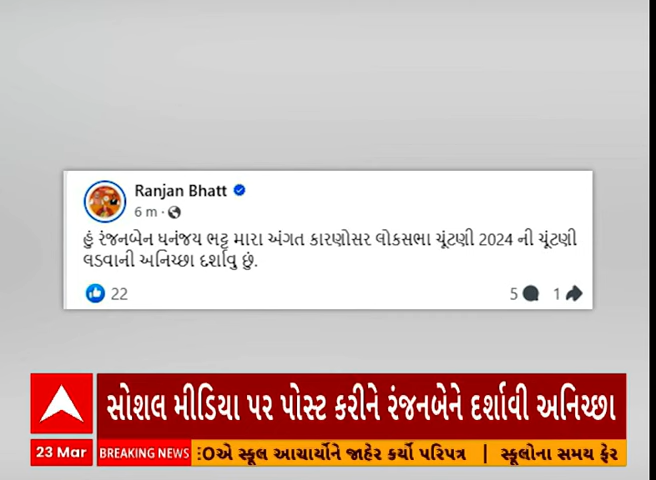 Ranjan Bhatt
6 m ·
હું રંજનબેન ધનંજય ભટ્ટ મારા અંગત કારણોસર લોકસભા ચૂંટણી 2024 ની ચૂંટણી
લડવાની અનિચ્છા દર્શાવુ છું.
22 5 1
સોશલ મીડિયા પર પોસ્ટ કરીને રંજનબેને દર્શાવી અનિચ્છા
23 Mar BREAKING NEWS :Oએ સ્કૂલ આચાર્યોને જાહેર કર્યો પરિપત્ર | સ્કૂલોના સમય ફેર